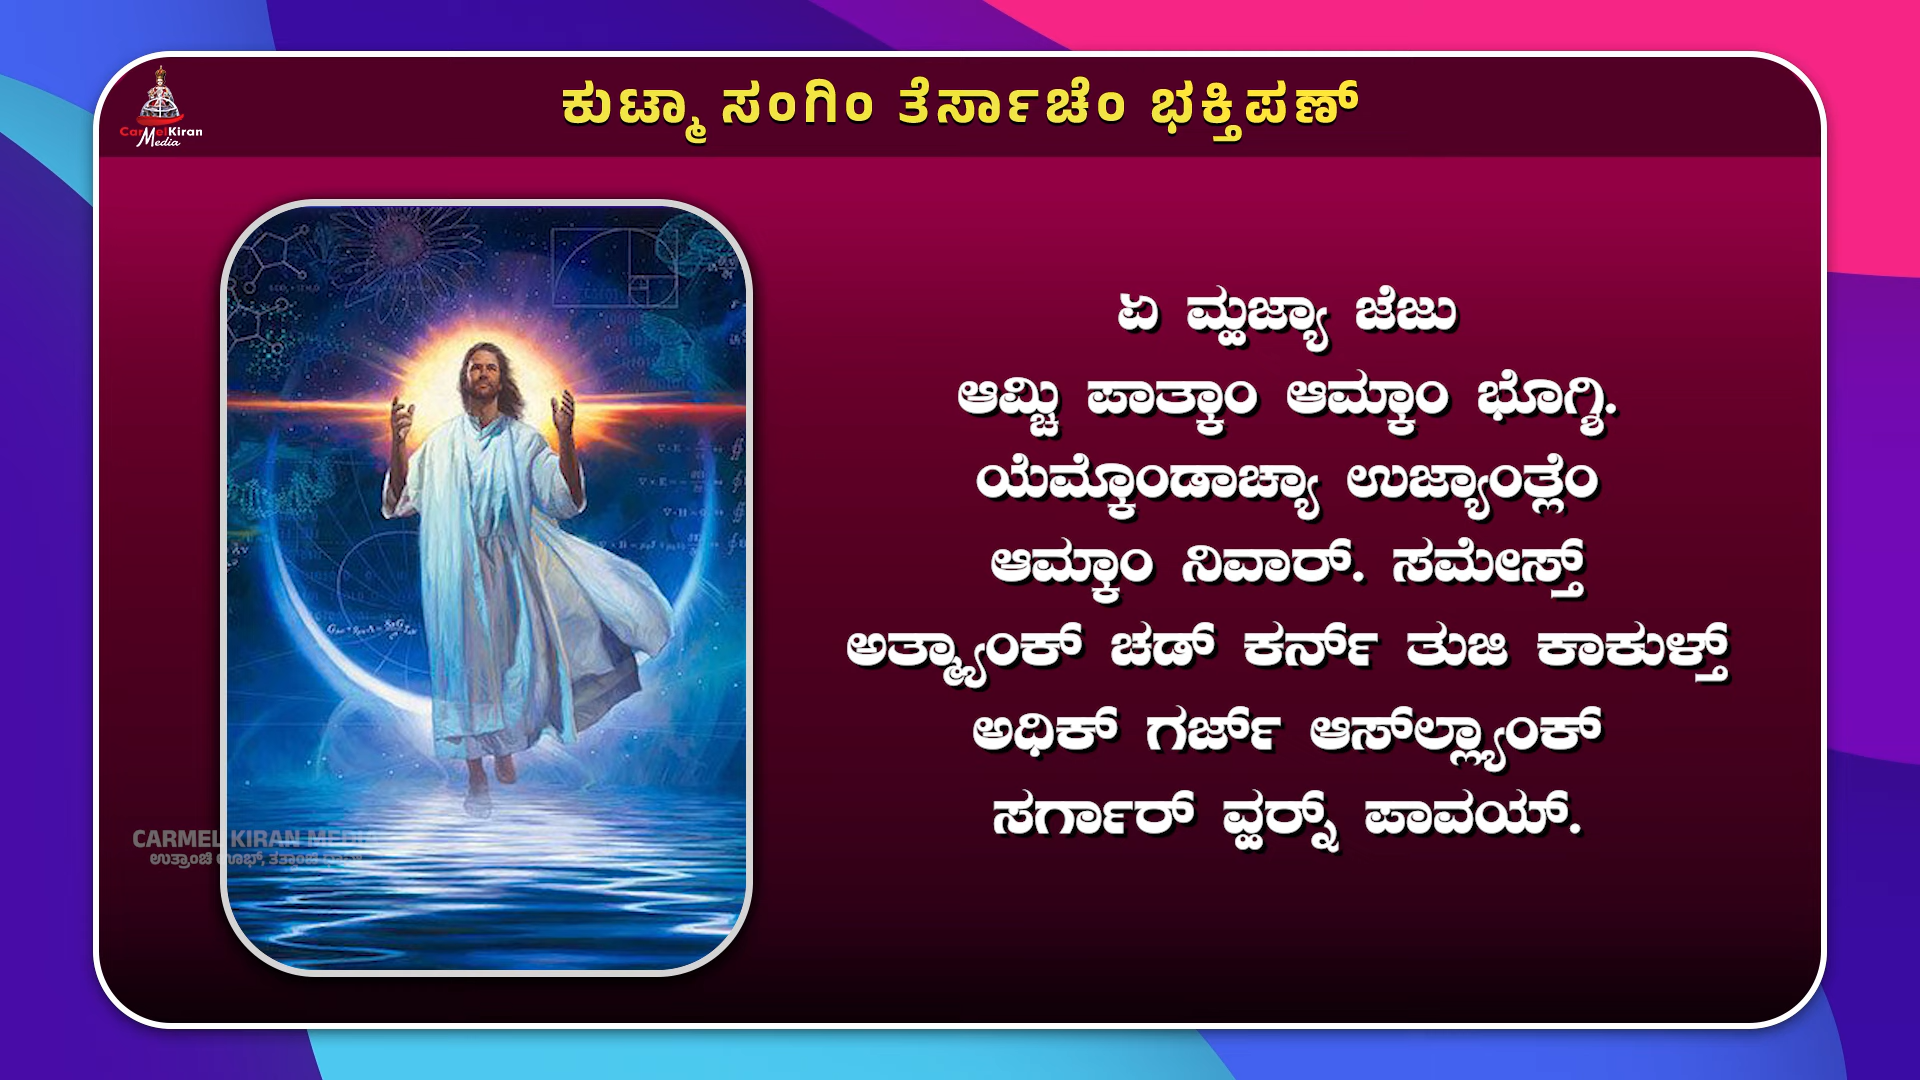 CarmelKiran
Media
ಕುಟ್ಮಾ ಸಂಗಿಂ ತೆರ್ಸಾಚೆಂ ಭಕ್ತಿಪಣ್
ಏ ಮ್ಹಜ್ಯಾ ಜೆಜು
ಆಮ್ಚಿ ಪಾತ್ಕಾಂ ಆಮ್ಕಾಂ ಭೊಗ್ಶಿ.
ಯೆಮ್ಕೊಂಡಾಚ್ಯಾ ಉಜ್ಯಾಂತ್ಲೆಂ
ಆಮ್ಕಾಂ ನಿವಾರ್. ಸಮೇಸ್ತ್
ಅತ್ಮ್ಯಾಂಕ್ ಚಡ್ ಕರ್ನ್ ತುಜಿ ಕಾಕುಳ್ತ್
ಅಧಿಕ್ ಗರ್ಜ್ ಆಸ್‌ಲ್ಲ್ಯಾಂಕ್
ಸರ್ಗಾರ್ ವ್ಹರ‍್ನ್ ಪಾವಯ್.
CARMEL KIRAN MEDIA